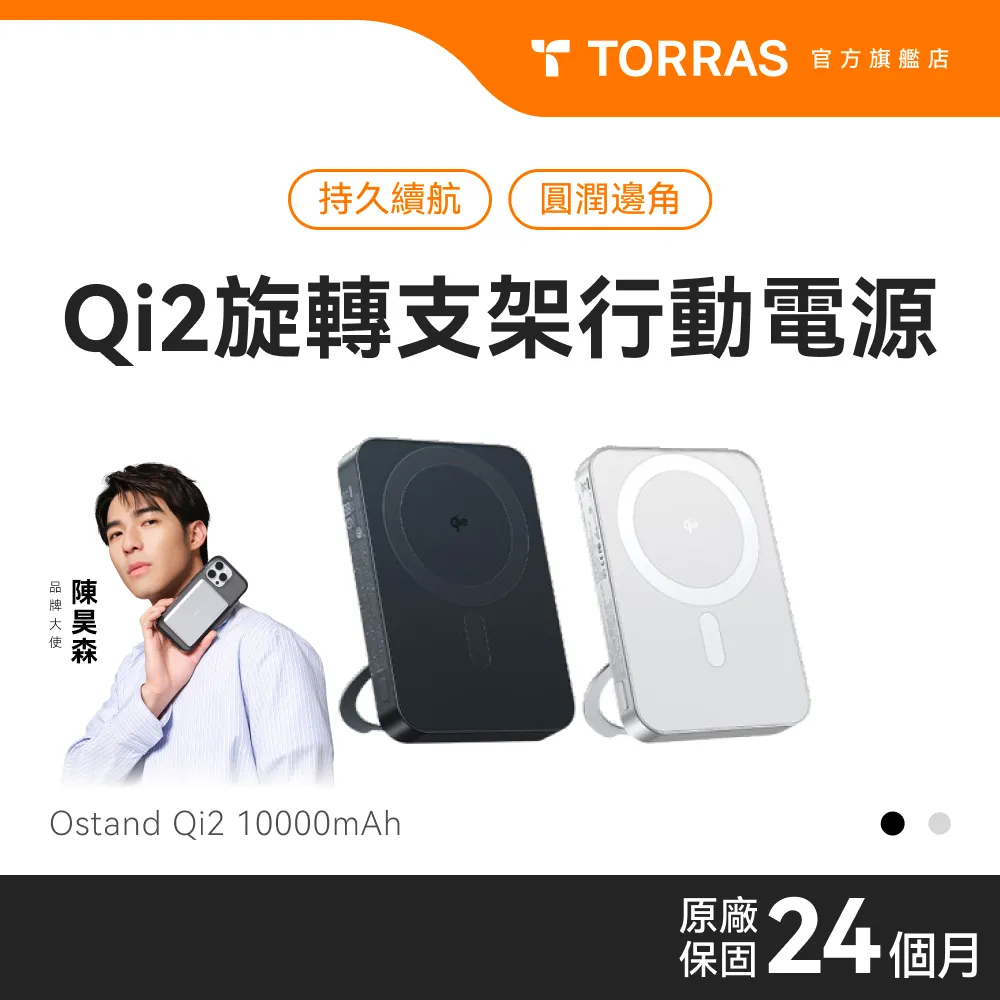 TORRAS 官方旗艦店
持久續航 圓潤邊角
Qi2旋轉支架行動電源
品牌大使
陳昊森
Ostand Qi2 10000mAh
原廠保固24個月